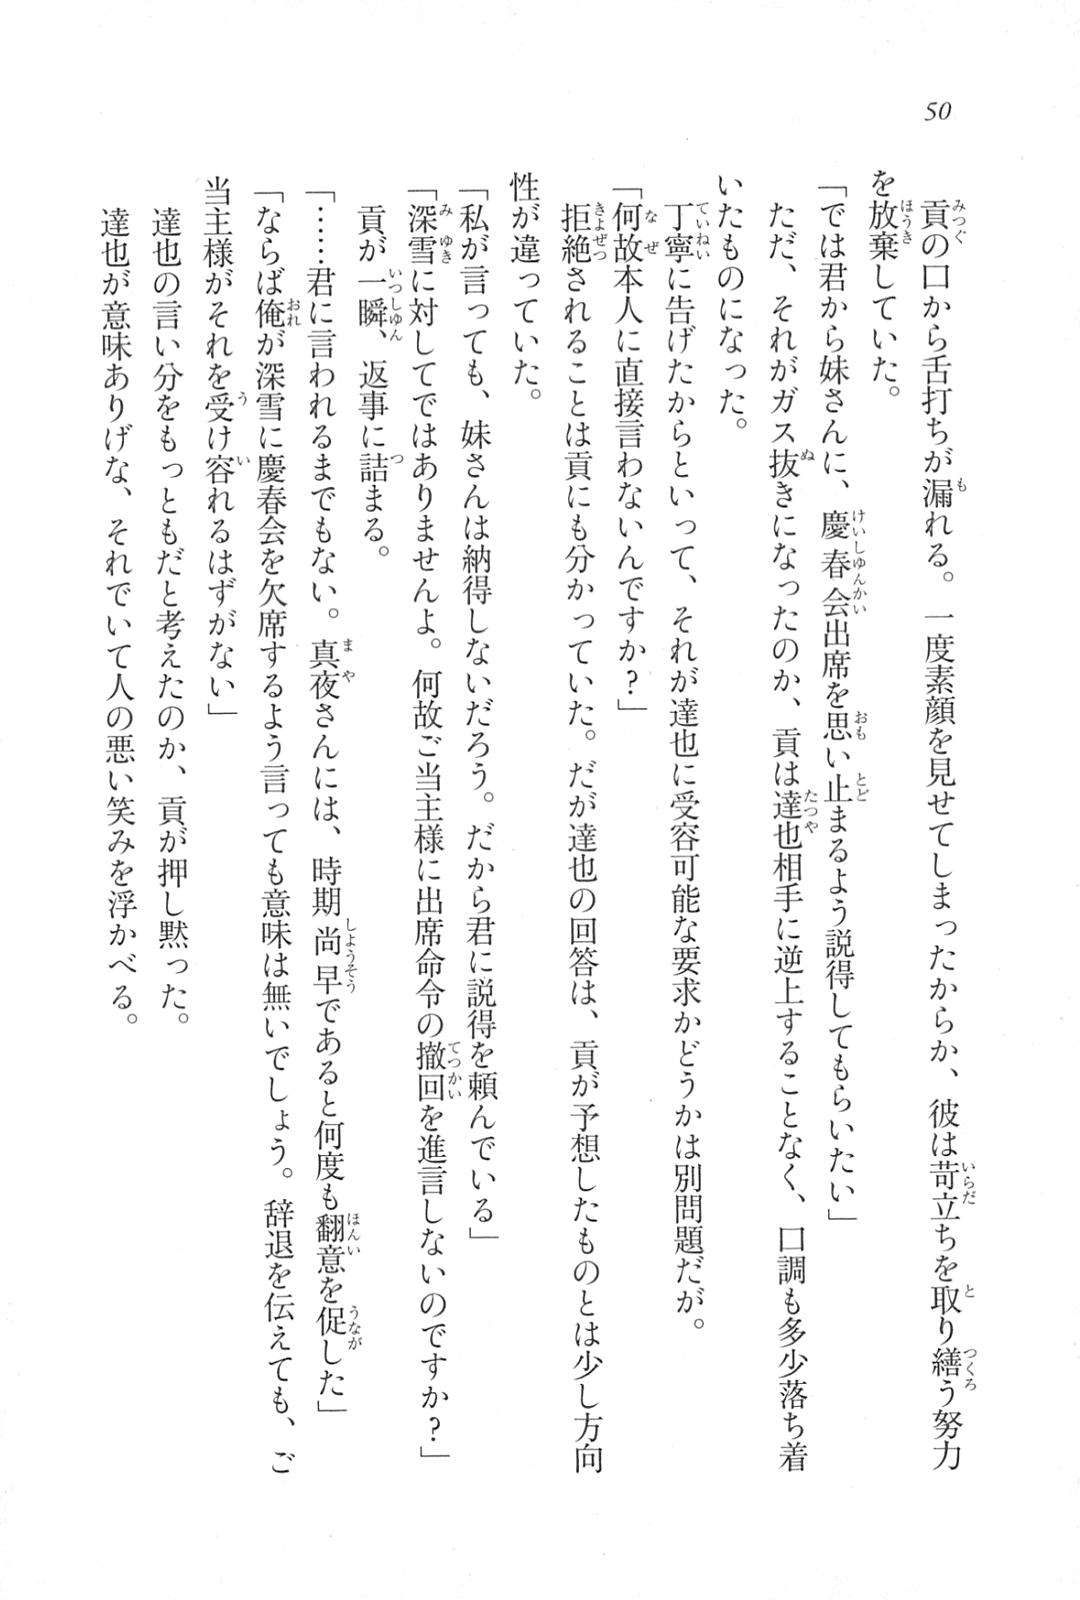 50
貢の口から舌打ちが漏れる。一度素顔を見せてしまったからか、彼は苛立ちを取り繕う努力
を放棄していた。
「では君から妹さんに、慶春会出席を思い止まるよう説得してもらいたい」
ただ、それがガス抜きになったのか、貢は達也相手に逆上することなく、口調も多少落ち着
いたものになった。
丁寧に告げたからといって、それが達也に受容可能な要求かどうかは別問題だが。
「何故本人に直接言わないんですか？」
拒絶されることは貢にも分かっていた。だが達也の回答は、貢が予想したものとは少し方向
性が違っていた。
「私が言っても、妹さんは納得しないだろう。だから君に説得を頼んでいる」
「深雪に対してではありませんよ。何故ご当主様に出席命令の撤回を進言しないのですか？」
貢が一瞬、返事に詰まる。
「……君に言われるまでもない。真夜さんには、時期尚早であると何度も翻意を促した」
「ならば俺が深雪に慶春会を欠席するよう言っても意味は無いでしょう。辞退を伝えても、ご
当主様がそれを受け容れるはずがない」
達也の言い分をもっともだと考えたのか、貢が押し黙った。
達也が意味ありげな、それでいて人の悪い笑みを浮かべる。